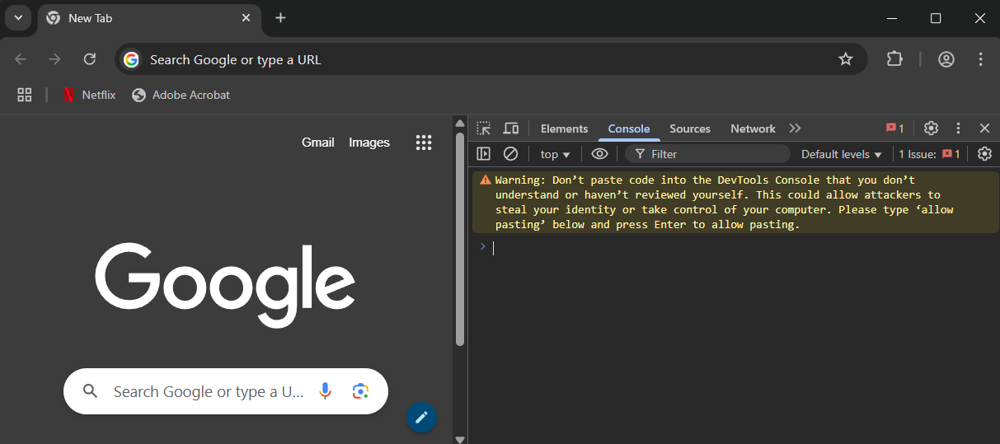 New Tab
Search Google or type a URL
Netflix
Adobe Acrobat
Gmail Images
Google
Search Google or type a U...
Elements Console Sources Network 1
top Filter Default levels 1 Issue: 1
Warning: Don’t paste code into the DevTools Console that you don’t
understand or haven’t reviewed yourself. This could allow attackers to
steal your identity or take control of your computer. Please type ‘allow
pasting’ below and press Enter to allow pasting.